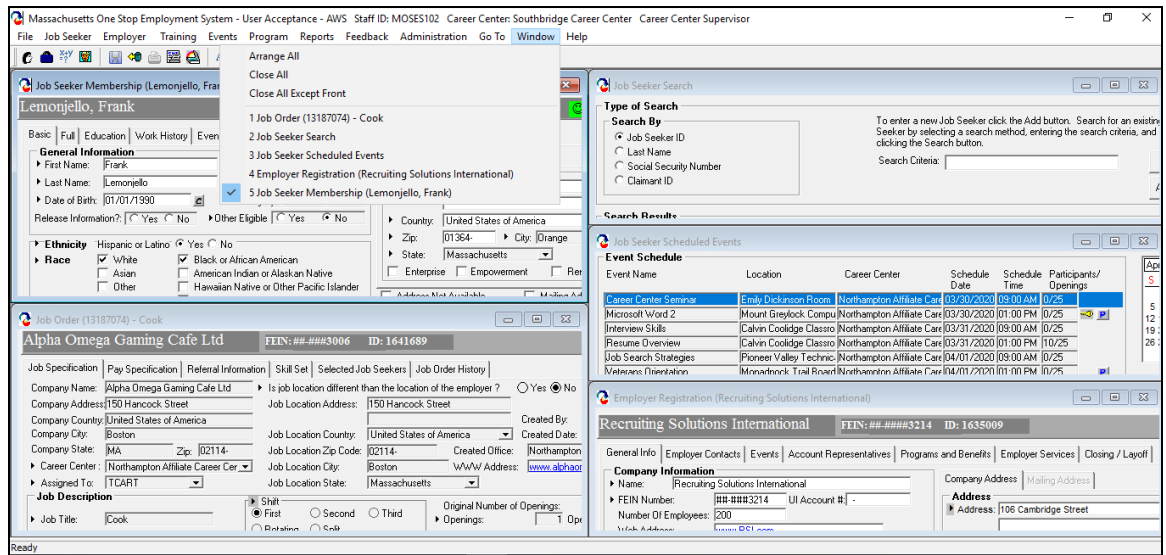 Massachusetts One Stop Employment System - User Acceptance - AWS Staff ID: MOSES102 Career Center: Southbridge Career Center Career Center Supervisor
File Job Seeker Employer Training Events Program Reports Feedback Administration Go To Window Help
Arrange All
Close All
Close All Except Front
1 Job Order (13187074) - Cook
2 Job Seeker Search
3 Job Seeker Scheduled Events
4 Employer Registration (Recruiting Solutions International)
5 Job Seeker Membership (Lemonjello, Frank)
Job Seeker Membership (Lemonjello, Fra
Lemonjello, Frank
Basic Full Education Work History Even
General Information
First Name: Frank
Last Name: Lemonjello
Date of Birth: 01/01/1990
Release Information?: Yes No Other Eligible Yes No
Country: United States of America
Zip: 01364- City: Orange
State: Massachusetts
Enterprise Empowerment Rer
Ethnicity Hispanic or Latino Yes No
Race White Black or African American
Asian American Indian or Alaskan Native
Other Hawaiian Native or Other Pacific Islander
Address Not Available Mailing Ad
Job Seeker Search
Type of Search
Search By
Job Seeker ID
Last Name
Social Security Number
Claimant ID
To enter a new Job Seeker click the Add button. Search for an existin
Seeker by selecting a search method, entering the search criteria, and
clicking the Search button.
Search Criteria:
Search Results
Job Seeker Scheduled Events
Event Schedule
Event Name Location Career Center Schedule Date Schedule Time Participants/ Openings
Career Center Seminar Emily Dickinson Room Northampton Affiliate Care 03/30/2020 09:00 AM 0/25
Microsoft Word 2 Mount Greylock Compu Northampton Affiliate Care 03/30/2020 01:00 PM 0/25 P
Interview Skills Calvin Coolidge Classro Northampton Affiliate Care 03/31/2020 09:00 AM 0/25
Resume Overview Calvin Coolidge Classro Northampton Affiliate Care 03/31/2020 01:00 PM 10/25
Job Search Strategies Pioneer Valley Technic Northampton Affiliate Care 04/01/2020 09:00 AM 0/25
Veterans Orientation Monadnock Trail Board Northampton Affiliate Care 04/01/2020 01:00 PM 0/25 P
Apr
S
5
12
19
26
Job Order (13187074) - Cook
Alpha Omega Gaming Cafe Ltd FEIN: ##-###3006 ID: 1641689
Job Specification Pay Specification Referral Information Skill Set Selected Job Seekers Job Order History
Company Name: Alpha Omega Gaming Cafe Ltd Is job location different than the location of the employer ? Yes No
Company Address: 150 Hancock Street Job Location Address: 150 Hancock Street
Company Country: United States of America Created By:
Company City: Boston Job Location Country: United States of America Created Date:
Company State: MA Zip: 02114- Job Location Zip Code: 02114- Created Office: Northampton
Career Center : Northampton Affiliate Career Cer Job Location City: Boston WWW Address: www.alphaor
Assigned To: TCART Job Location State: Massachusetts
Job Description
Shift
First Second Third
Rotating Split
Original Number of Openings:
Openings: 1 Ope
Job Title: Cook
Employer Registration (Recruiting Solutions International)
Recruiting Solutions International FEIN: ##-####3214 ID: 1635009
General Info Employer Contacts Events Account Representatives Programs and Benefits Employer Services Closing / Layoff
Company Information
Name: Recruiting Solutions International
FEIN Number: ##-###3214 UI Account #: -
Number Of Employees: 200
Web Address: www.RSI.com
Company Address Mailing Address
Address
Address: 106 Cambridge Street
Ready